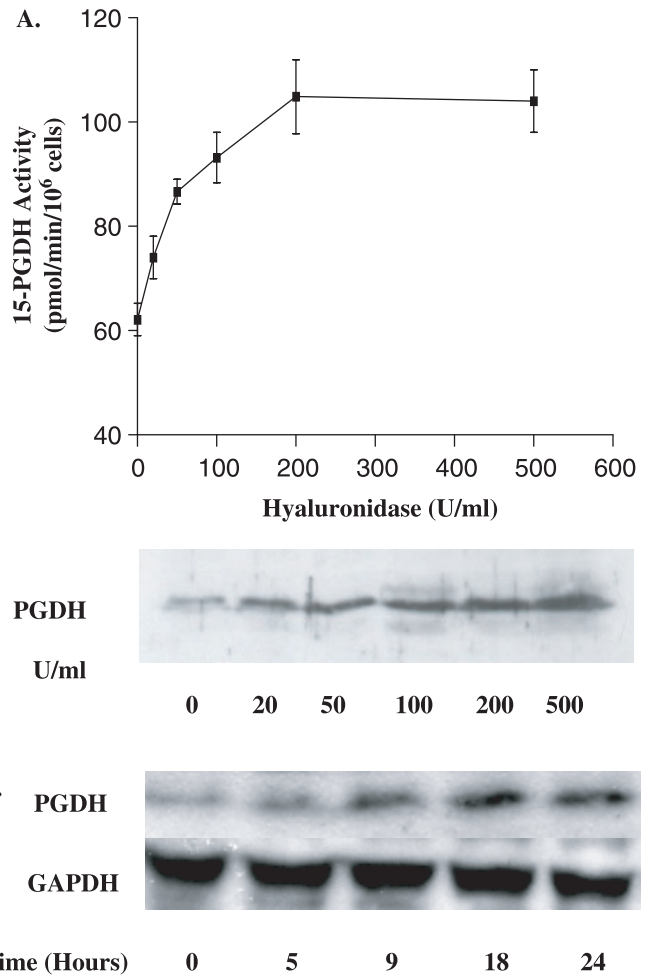 A.
120
100
80
60
40
15-PGDH Activity
(pmol/min/10⁶ cells)
0 100 200 300 400 500 600
Hyaluronidase (U/ml)
PGDH
U/ml
0 20 50 100 200 500
PGDH
GAPDH
ime (Hours) 0 5 9 18 24